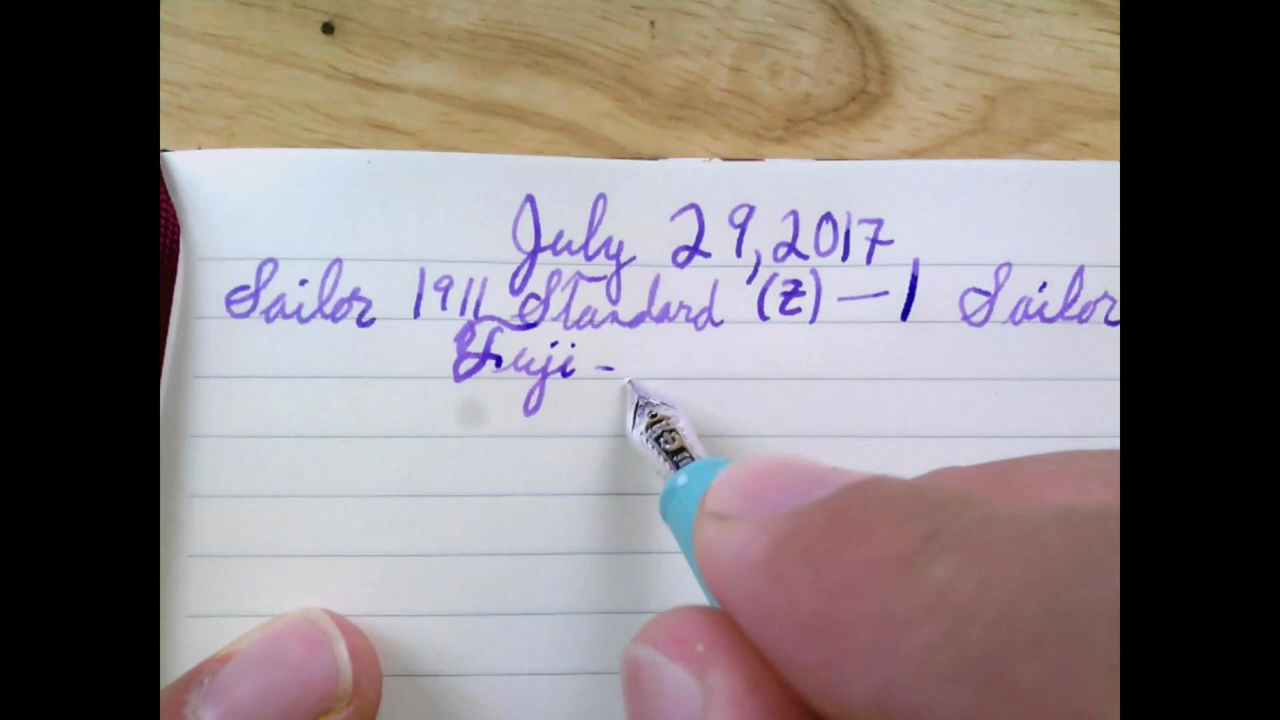 July 29, 2017
Sailor 1911 Standard (Z) — 1 Sailor
Fuji -